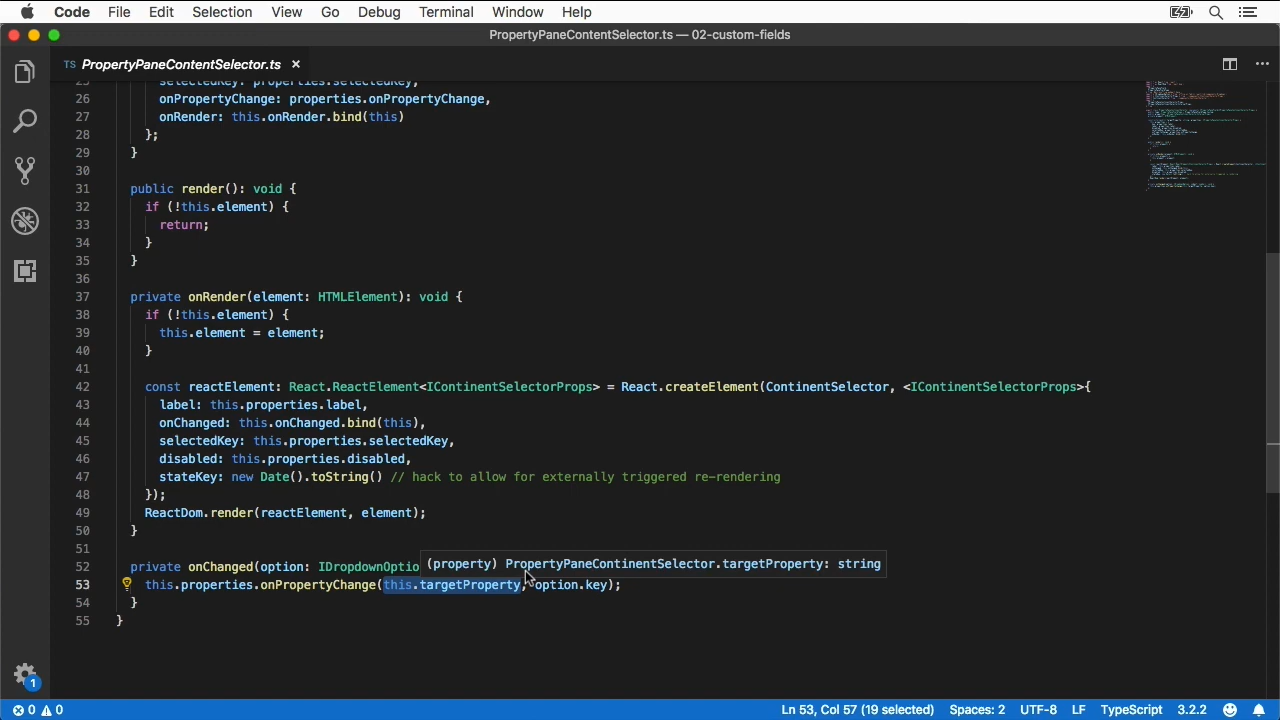 Code File Edit Selection View Go Debug Terminal Window Help
PropertyPaneContentSelector.ts — 02-custom-fields
TS PropertyPaneContentSelector.ts ×
25 selectedKey: properties.selectedKey,
26 onPropertyChange: properties.onPropertyChange,
27 onRender: this.onRender.bind(this)
28 };
29 }
30
31 public render(): void {
32 if (!this.element) {
33 return;
34 }
35 }
36
37 private onRender(element: HTMLElement): void {
38 if (!this.element) {
39 this.element = element;
40 }
41
42 const reactElement: React.ReactElement<IContinentSelectorProps> = React.createElement(ContinentSelector, <IContinentSelectorProps>{
43 label: this.properties.label,
44 onChanged: this.onChanged.bind(this),
45 selectedKey: this.properties.selectedKey,
46 disabled: this.properties.disabled,
47 stateKey: new Date().toString() // hack to allow for externally triggered re-rendering
48 });
49 ReactDom.render(reactElement, element);
50 }
51
52 private onChanged(option: IDropdownOptio
(property) PropertyPaneContinentSelector.targetProperty: string
53 this.properties.onPropertyChange(this.targetProperty, option.key);
54 }
55 }
1
0 0 Ln 53, Col 57 (19 selected) Spaces: 2 UTF-8 LF TypeScript 3.2.2